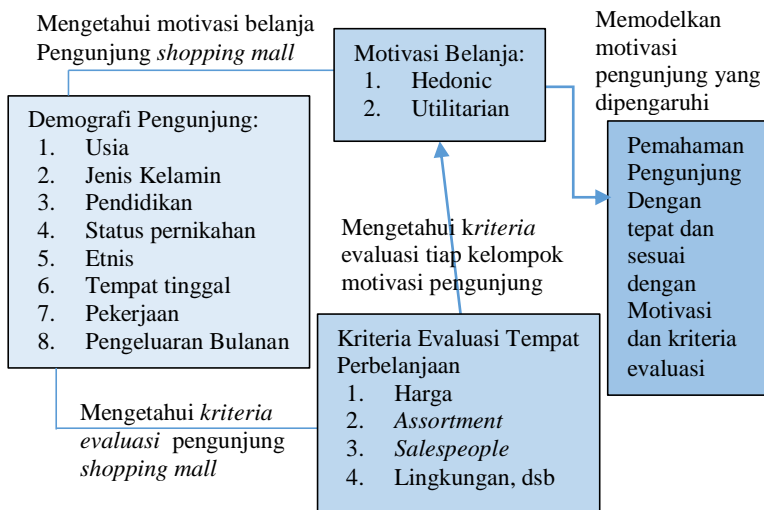 Mengetahui motivasi belanja
Pengunjung shopping mall
Motivasi Belanja:
1. Hedonic
2. Utilitarian
Memodelkan
motivasi
pengunjung yang
dipengaruhi
Demografi Pengunjung:
1. Usia
2. Jenis Kelamin
3. Pendidikan
4. Status pernikahan
5. Etnis
6. Tempat tinggal
7. Pekerjaan
8. Pengeluaran Bulanan
Pemahaman
Pengunjung
Dengan
tepat dan
sesuai
dengan
Motivasi
dan kriteria
evaluasi
Mengetahui kriteria
evaluasi tiap kelompok
motivasi pengunjung
Kriteria Evaluasi Tempat
Perbelanjaan
1. Harga
2. Assortment
3. Salespeople
4. Lingkungan, dsb
Mengetahui kriteria
evaluasi pengunjung
shopping mall